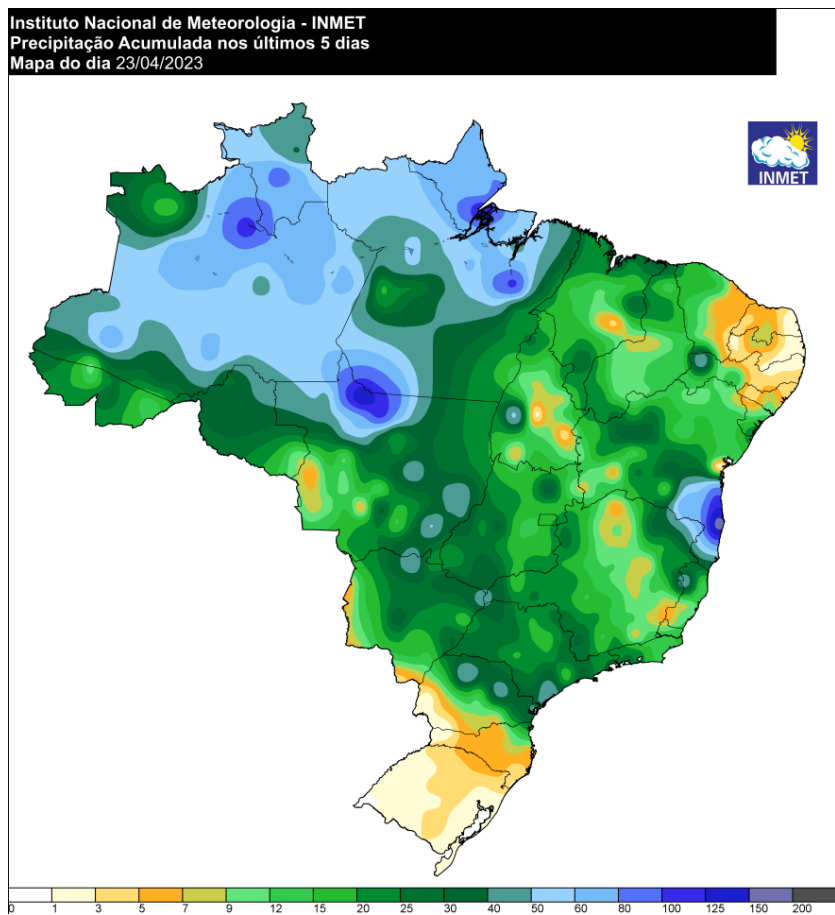 Instituto Nacional de Meteorologia - INMET
Precipitação Acumulada nos últimos 5 dias
Mapa do dia 23/04/2023
INMET
0 1 3 5 7 9 12 15 20 25 30 40 50 60 80 100 125 150 200